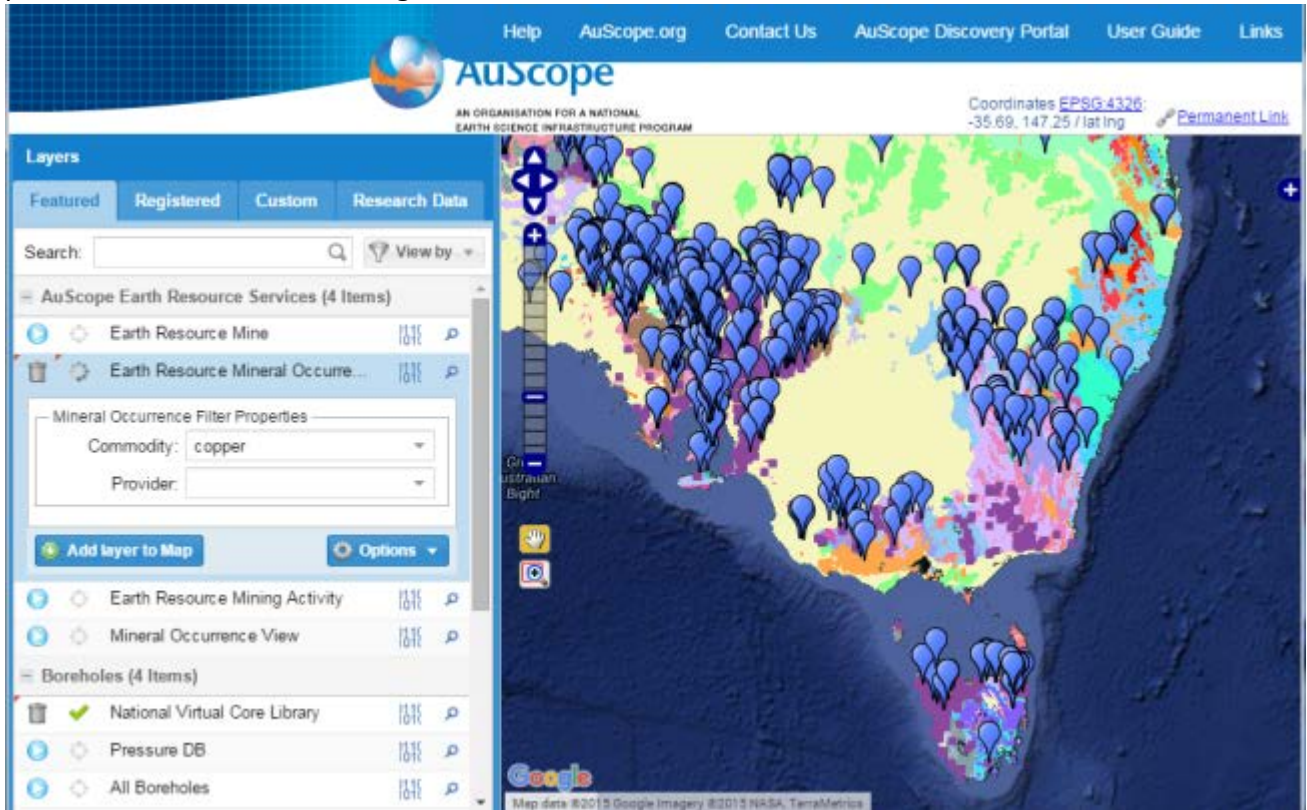 Help AuScope.org Contact Us AuScope Discovery Portal User Guide Links
AuScope
AN ORGANISATION FOR A NATIONAL
EARTH SCIENCE INFRASTRUCTURE PROGRAM
Coordinates EPSG:4326:
-35.69, 147.25 / lat lng
Permanent Link
Layers
Featured Registered Custom Research Data
Search: View by
AuScope Earth Resource Services (4 Items)
Earth Resource Mine
Earth Resource Mineral Occurre...
Mineral Occurrence Filter Properties
Commodity: copper
Provider:
Add layer to Map Options
Earth Resource Mining Activity
Mineral Occurrence View
Boreholes (4 Items)
National Virtual Core Library
Pressure DB
All Boreholes
Bight
Google
Map data ©2015 Google Imagery ©2015 NASA, TerraMetrics